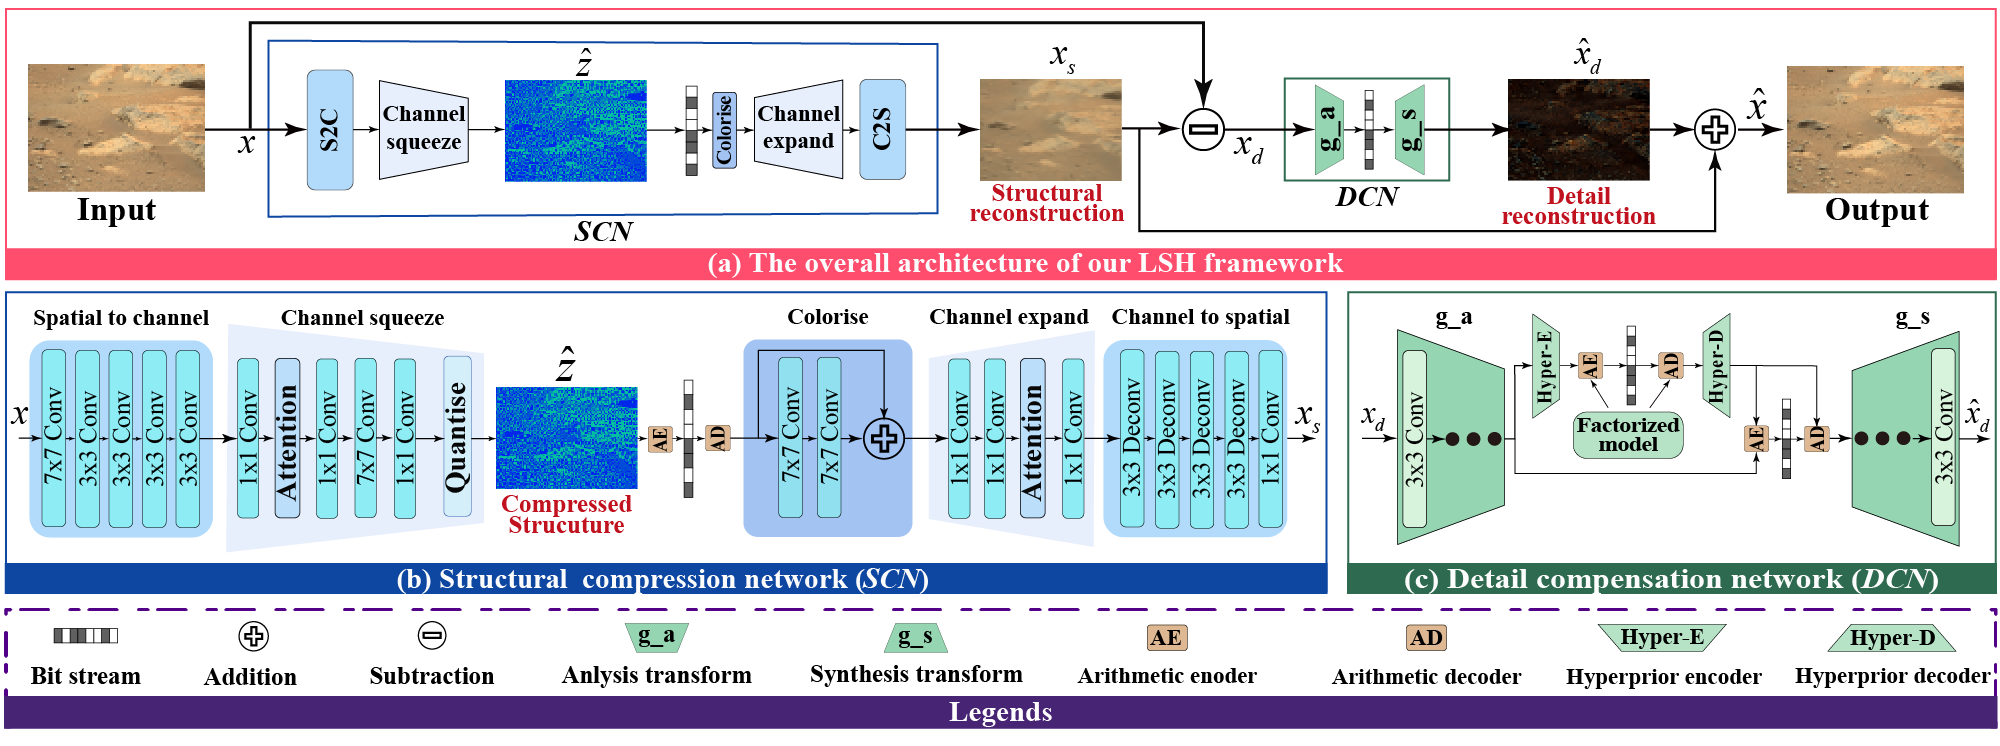 x
Input
S2C
Channel
squeeze
ẑ
Colorise
Channel
expand
C2S
SCN
x_s
Structural
reconstruction
x_d
g_a
g_s
DCN
x̂_d
Detail
reconstruction
x̂
Output
(a) The overall architecture of our LSH framework
Spatial to channel
Channel squeeze
Colorise
Channel expand
Channel to spatial
x
7x7 Conv
3x3 Conv
3x3 Conv
3x3 Conv
3x3 Conv
1x1 Conv
Attention
1x1 Conv
7x7 Conv
1x1 Conv
Quantise
ẑ
Compressed
Strucuture
AE
AD
7x7 Conv
7x7 Conv
1x1 Conv
1x1 Conv
Attention
1x1 Conv
3x3 Deconv
3x3 Deconv
3x3 Deconv
3x3 Deconv
1x1 Conv
x_s
(b) Structural compression network (SCN)
g_a
g_s
x_d
3x3 Conv
Hyper-E
AE
AD
Hyper-D
Factorized
model
AE
AD
3x3 Conv
x̂_d
(c) Detail compensation network (DCN)
g_a
g_s
AE
AD
Hyper-E
Hyper-D
Bit stream
Addition
Subtraction
Anlysis transform
Synthesis transform
Arithmetic enoder
Arithmetic decoder
Hyperprior encoder
Hyperprior decoder
Legends